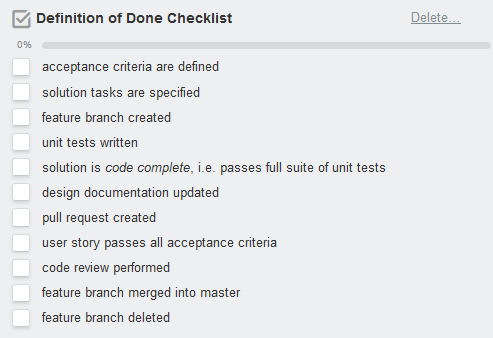 Definition of Done Checklist Delete...
0%
acceptance criteria are defined
solution tasks are specified
feature branch created
unit tests written
solution is code complete, i.e. passes full suite of unit tests
design documentation updated
pull request created
user story passes all acceptance criteria
code review performed
feature branch merged into master
feature branch deleted